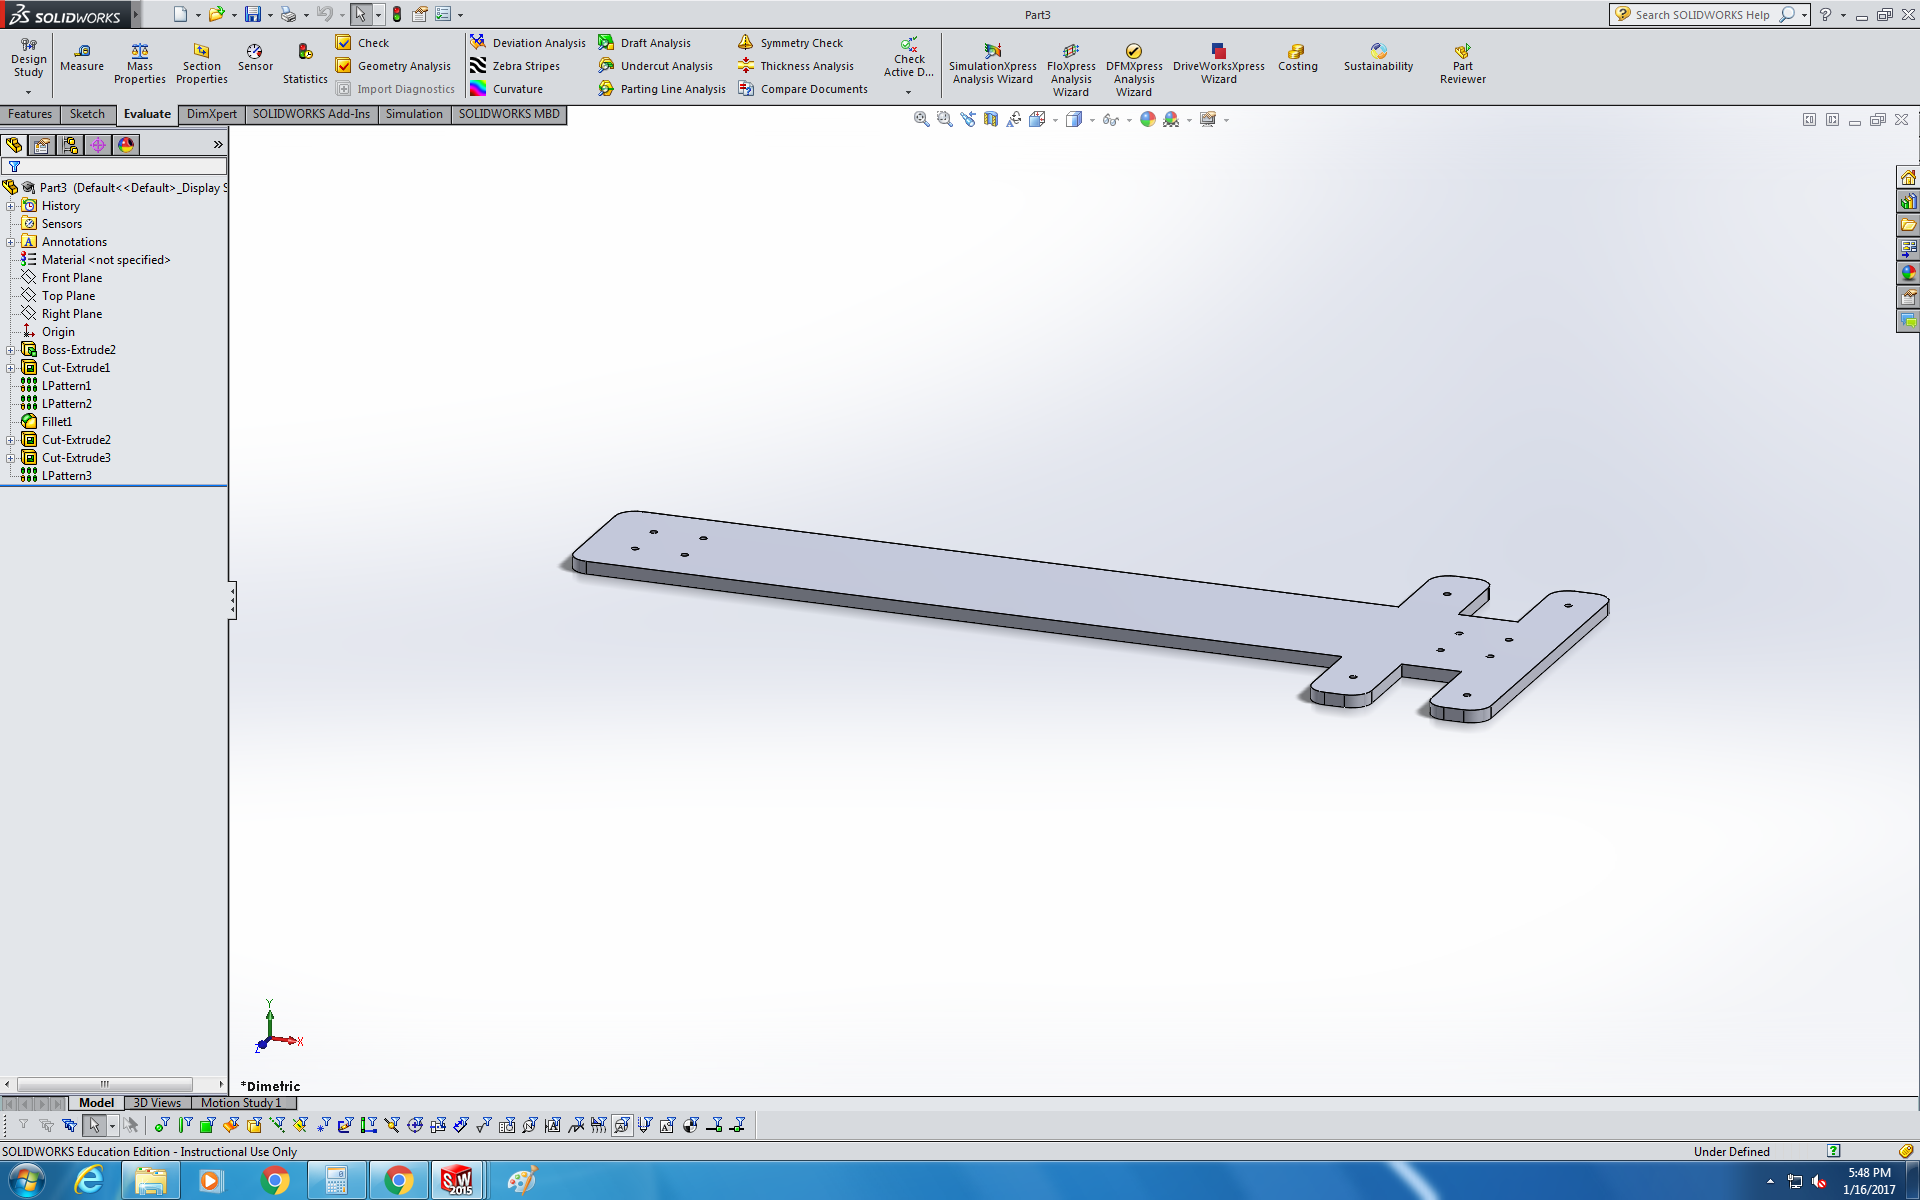 SOLIDWORKS
Part3
Search SOLIDWORKS Help
Design Study
Measure
Mass Properties
Section Properties
Sensor
Statistics
Check
Geometry Analysis
Import Diagnostics
Deviation Analysis
Zebra Stripes
Curvature
Draft Analysis
Undercut Analysis
Parting Line Analysis
Symmetry Check
Thickness Analysis
Compare Documents
Check Active D...
SimulationXpress Analysis Wizard
FloXpress Analysis Wizard
DFMXpress Analysis Wizard
DriveWorksXpress Wizard
Costing
Sustainability
Part Reviewer
Features
Sketch
Evaluate
DimXpert
SOLIDWORKS Add-Ins
Simulation
SOLIDWORKS MBD
Part3 (Default<<Default>_Display S
History
Sensors
Annotations
Material <not specified>
Front Plane
Top Plane
Right Plane
Origin
Boss-Extrude2
Cut-Extrude1
LPattern1
LPattern2
Fillet1
Cut-Extrude2
Cut-Extrude3
LPattern3
Y
X
Z
*Dimetric
Model
3D Views
Motion Study 1
SOLIDWORKS Education Edition - Instructional Use Only
Under Defined
SW 2015
5:48 PM
1/16/2017